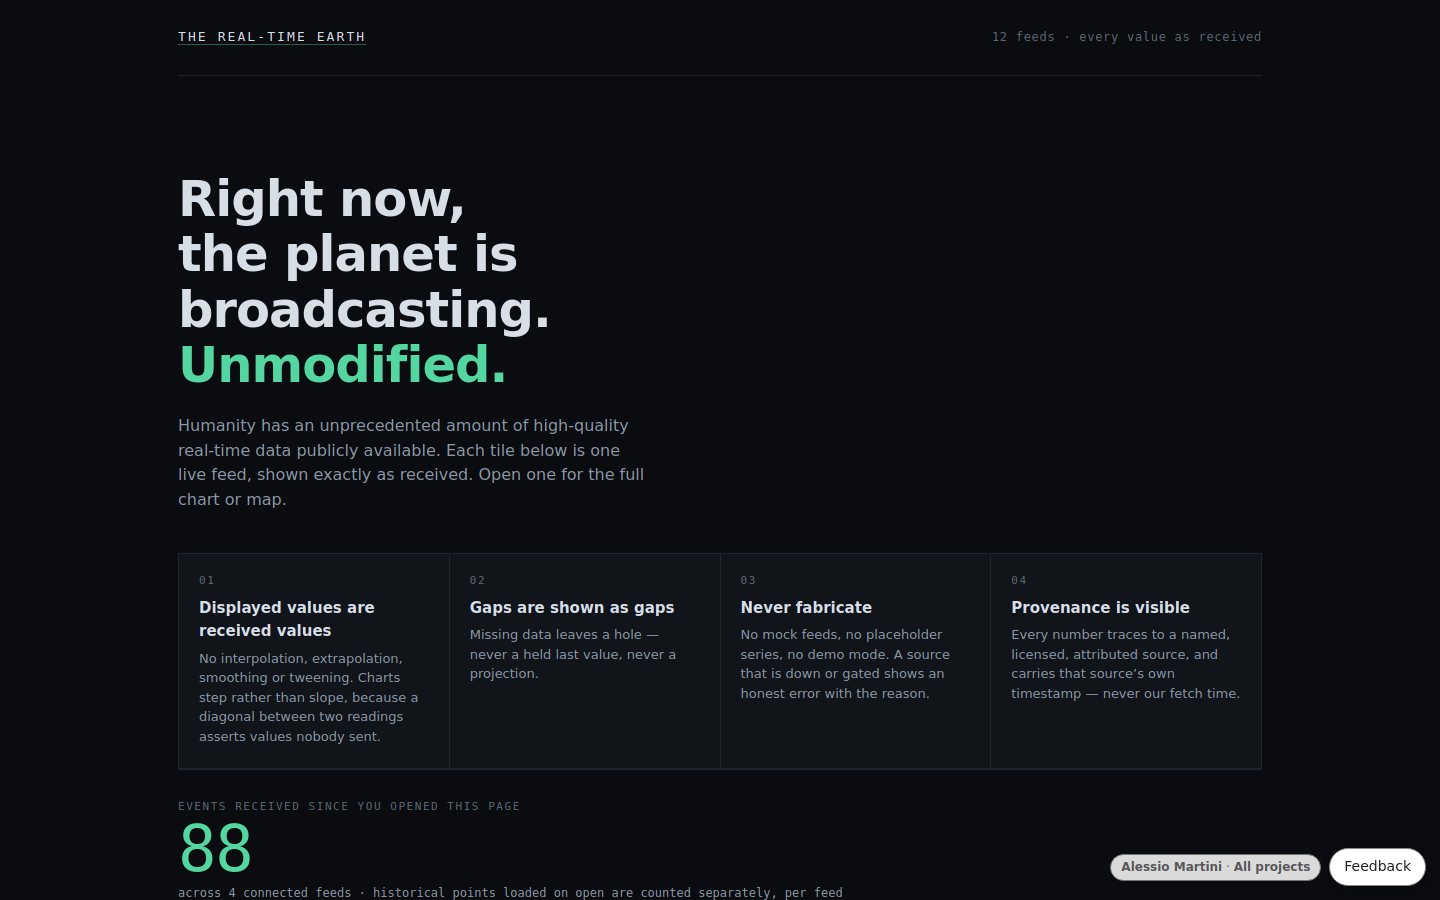 THE REAL-TIME EARTH
12 feeds · every value as received
Right now,
the planet is
broadcasting.
Unmodified.
Humanity has an unprecedented amount of high-quality
real-time data publicly available. Each tile below is one
live feed, shown exactly as received. Open one for the full
chart or map.
01
Displayed values are
received values
No interpolation, extrapolation,
smoothing or tweening. Charts
step rather than slope, because a
diagonal between two readings
asserts values nobody sent.
02
Gaps are shown as gaps
Missing data leaves a hole —
never a held last value, never a
projection.
03
Never fabricate
No mock feeds, no placeholder
series, no demo mode. A source
that is down or gated shows an
honest error with the reason.
04
Provenance is visible
Every number traces to a named,
licensed, attributed source, and
carries that source’s own
timestamp — never our fetch time.
EVENTS RECEIVED SINCE YOU OPENED THIS PAGE
88
across 4 connected feeds · historical points loaded on open are counted separately, per feed
Alessio Martini · All projects
Feedback